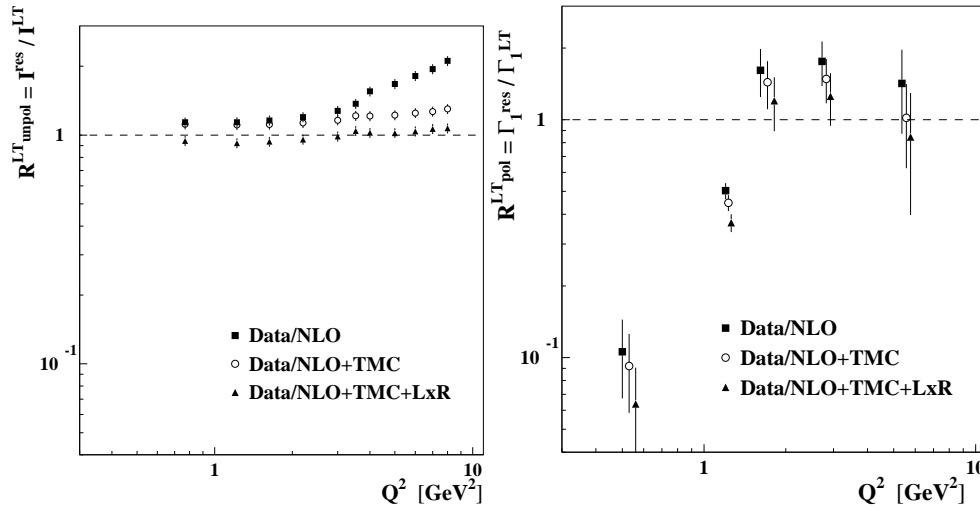 R^LT_unpol = I^res / I^LT
1
10^-1
Data/NLO
Data/NLO+TMC
Data/NLO+TMC+LxR
1
10
Q^2 [GeV^2]
R^LT_pol = Γ_1^res / Γ_1^LT
1
10^-1
Data/NLO
Data/NLO+TMC
Data/NLO+TMC+LxR
1
10
Q^2 [GeV^2]